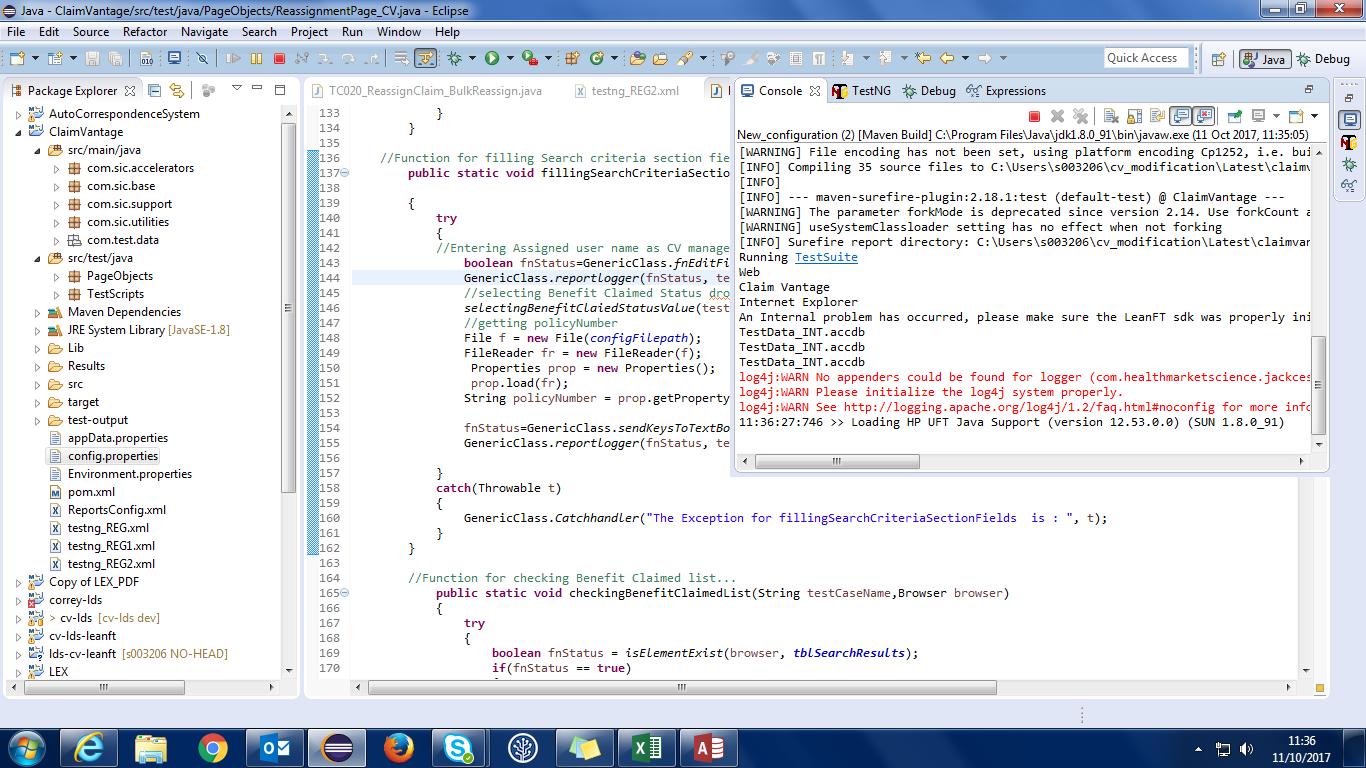 Java - ClaimVantage/src/test/java/PageObjects/ReassignmentPage_CV.java - Eclipse
File Edit Source Refactor Navigate Search Project Run Window Help
Quick Access
Java
Debug
Package Explorer
AutoCorrespondenceSystem
ClaimVantage
src/main/java
com.sic.accelerators
com.sic.base
com.sic.support
com.sic.utilities
com.test.data
src/test/java
PageObjects
TestScripts
Maven Dependencies
JRE System Library [JavaSE-1.8]
Lib
Results
src
target
test-output
appData.properties
config.properties
Environment.properties
pom.xml
ReportsConfig.xml
testng_REG.xml
testng_REG1.xml
testng_REG2.xml
Copy of LEX_PDF
correy-lds
> cv-lds [cv-lds dev]
cv-lds-leanft
lds-cv-leanft [s003206 NO-HEAD]
LEX
TC020_ReassignClaim_BulkReassign.java
testng_REG2.xml
133 }
134 }
135
136 //Function for filling Search criteria section fie
137 public static void fillingSearchCriteriaSection
138
139 {
140 try
141 {
142 //Entering Assigned user name as CV manage
143 boolean fnStatus=GenericClass.fnEditFi
144 GenericClass.reportlogger(fnStatus, te
145 //selecting Benefit Claimed Status dro
146 selectingBenefitClaiedStatusValue(test
147 //getting policyNumber
148 File f = new File(configFilepath);
149 FileReader fr = new FileReader(f);
150 Properties prop = new Properties();
151 prop.load(fr);
152 String policyNumber = prop.getProperty
153
154 fnStatus=GenericClass.sendKeysToTextBo
155 GenericClass.reportlogger(fnStatus, te
156
157 }
158 catch(Throwable t)
159 {
160 GenericClass.Catchhandler("The Exception for fillingSearchCriteriaSectionFields is : ", t);
161 }
162 }
163
164 //Function for checking Benefit Claimed list...
165 public static void checkingBenefitClaimedList(String testCaseName,Browser browser)
166 {
167 try
168 {
169 boolean fnStatus = isElementExist(browser, tblSearchResults);
170 if(fnStatus == true)
Console
TestNG
Debug
Expressions
New_configuration (2) [Maven Build] C:\Program Files\Java\jdk1.8.0_91\bin\javaw.exe (11 Oct 2017, 11:35:05)
[WARNING] File encoding has not been set, using platform encoding Cp1252, i.e. bui
[INFO] Compiling 35 source files to C:\Users\s003206\cv_modification\Latest\claimv
[INFO]
[INFO] --- maven-surefire-plugin:2.18.1:test (default-test) @ ClaimVantage ---
[WARNING] The parameter forkMode is deprecated since version 2.14. Use forkCount a
[WARNING] useSystemClassloader setting has no effect when not forking
[INFO] Surefire report directory: C:\Users\s003206\cv_modification\Latest\claimvar
Running TestSuite
Web
Claim Vantage
Internet Explorer
An Internal problem has occurred, please make sure the LeanFT sdk was properly ini
TestData_INT.accdb
TestData_INT.accdb
TestData_INT.accdb
log4j:WARN No appenders could be found for logger (com.healthmarketscience.jackces
log4j:WARN Please initialize the log4j system properly.
log4j:WARN See http://logging.apache.org/log4j/1.2/faq.html#noconfig for more info
11:36:27:746 >> Loading HP UFT Java Support (version 12.53.0.0) (SUN 1.8.0_91)
11:36
11/10/2017